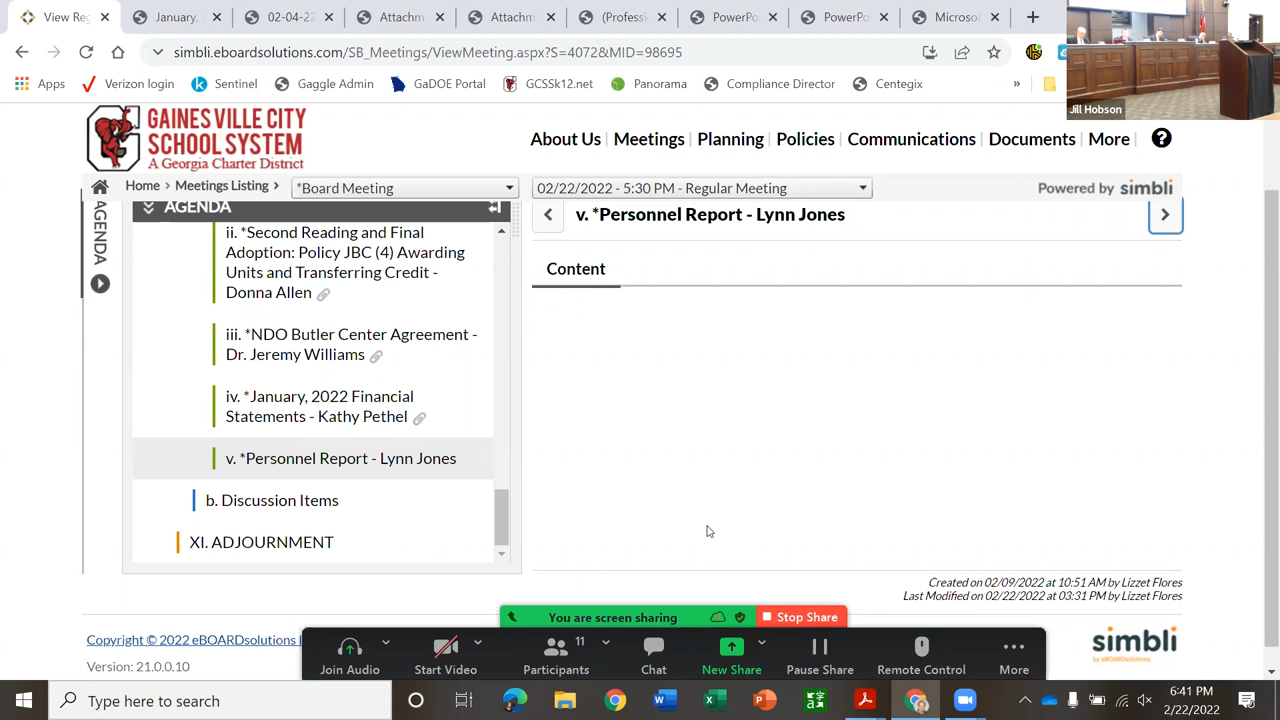 View Reg
January,
02-04-22
Attachm
Attachm
(Profess
PowerPo
PowerPo
Microso
simbli.eboardsolutions.com/SB_Meetings/ViewMeeting.aspx?S=4072&MID=98695
Apps
Verizon login
Sentinel
Gaggle Admin
GaDOE Portal
GCSSk12.net
Panorama
Compliance Director
Centegix
»
Jill Hobson
GAINESVILLE CITY
SCHOOL SYSTEM
A Georgia Charter District
About Us
Meetings
Planning
Policies
Communications
Documents
More
?
Home
Meetings Listing
*Board Meeting
02/22/2022 - 5:30 PM - Regular Meeting
Powered by simbli
AGENDA
AGENDA
ii. *Second Reading and Final
Adoption: Policy JBC (4) Awarding
Units and Transferring Credit -
Donna Allen
iii. *NDO Butler Center Agreement -
Dr. Jeremy Williams
iv. *January, 2022 Financial
Statements - Kathy Pethel
v. *Personnel Report - Lynn Jones
b. Discussion Items
XI. ADJOURNMENT
v. *Personnel Report - Lynn Jones
Content
Created on 02/09/2022 at 10:51 AM by Lizzet Flores
Last Modified on 02/22/2022 at 03:31 PM by Lizzet Flores
You are screen sharing
Stop Share
Copyright © 2022 eBOARDsolutions
Version: 21.0.0.10
simbli
by eBOARDsolutions
Join Audio
Start Video
Participants
11
Chat
New Share
Pause Share
Remote Control
More
Type here to search
6:41 PM
2/22/2022